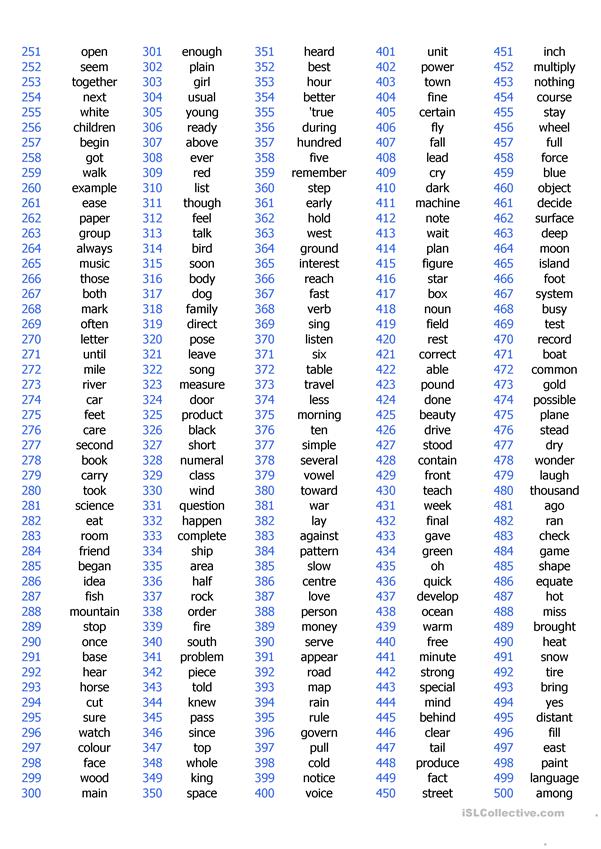 251 open 301 enough 351 heard 401 unit 451 inch
252 seem 302 plain 352 best 402 power 452 multiply
253 together 303 girl 353 hour 403 town 453 nothing
254 next 304 usual 354 better 404 fine 454 course
255 white 305 young 355 'true 405 certain 455 stay
256 children 306 ready 356 during 406 fly 456 wheel
257 begin 307 above 357 hundred 407 fall 457 full
258 got 308 ever 358 five 408 lead 458 force
259 walk 309 red 359 remember 409 cry 459 blue
260 example 310 list 360 step 410 dark 460 object
261 ease 311 though 361 early 411 machine 461 decide
262 paper 312 feel 362 hold 412 note 462 surface
263 group 313 talk 363 west 413 wait 463 deep
264 always 314 bird 364 ground 414 plan 464 moon
265 music 315 soon 365 interest 415 figure 465 island
266 those 316 body 366 reach 416 star 466 foot
267 both 317 dog 367 fast 417 box 467 system
268 mark 318 family 368 verb 418 noun 468 busy
269 often 319 direct 369 sing 419 field 469 test
270 letter 320 pose 370 listen 420 rest 470 record
271 until 321 leave 371 six 421 correct 471 boat
272 mile 322 song 372 table 422 able 472 common
273 river 323 measure 373 travel 423 pound 473 gold
274 car 324 door 374 less 424 done 474 possible
275 feet 325 product 375 morning 425 beauty 475 plane
276 care 326 black 376 ten 426 drive 476 stead
277 second 327 short 377 simple 427 stood 477 dry
278 book 328 numeral 378 several 428 contain 478 wonder
279 carry 329 class 379 vowel 429 front 479 laugh
280 took 330 wind 380 toward 430 teach 480 thousand
281 science 331 question 381 war 431 week 481 ago
282 eat 332 happen 382 lay 432 final 482 ran
283 room 333 complete 383 against 433 gave 483 check
284 friend 334 ship 384 pattern 434 green 484 game
285 began 335 area 385 slow 435 oh 485 shape
286 idea 336 half 386 centre 436 quick 486 equate
287 fish 337 rock 387 love 437 develop 487 hot
288 mountain 338 order 388 person 438 ocean 488 miss
289 stop 339 fire 389 money 439 warm 489 brought
290 once 340 south 390 serve 440 free 490 heat
291 base 341 problem 391 appear 441 minute 491 snow
292 hear 342 piece 392 road 442 strong 492 tire
293 horse 343 told 393 map 443 special 493 bring
294 cut 344 knew 394 rain 444 mind 494 yes
295 sure 345 pass 395 rule 445 behind 495 distant
296 watch 346 since 396 govern 446 clear 496 fill
297 colour 347 top 397 pull 447 tail 497 east
298 face 348 whole 398 cold 448 produce 498 paint
299 wood 349 king 399 notice 449 fact 499 language
300 main 350 space 400 voice 450 street 500 among
iSLCollective.com